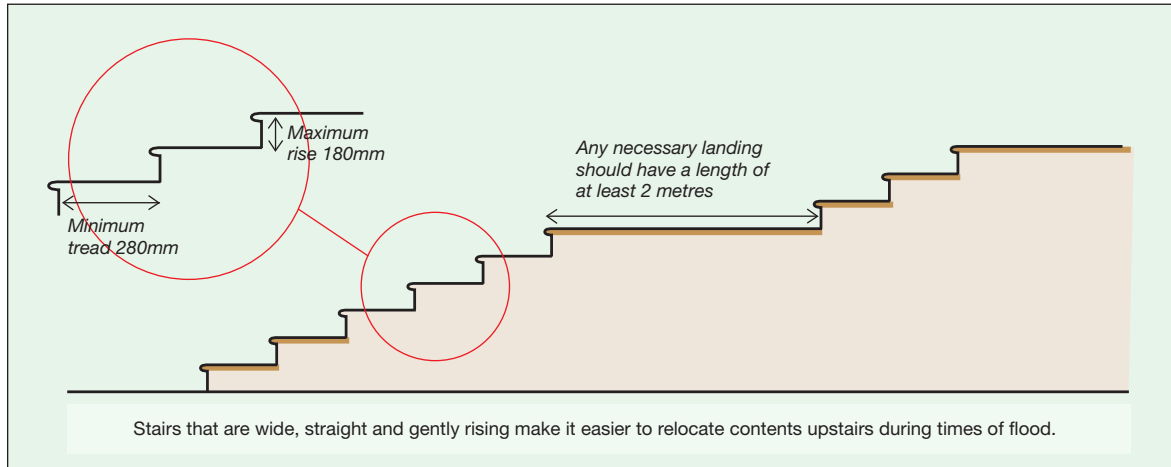 Maximum
rise 180mm
Minimum
tread 280mm
Any necessary landing
should have a length of
at least 2 metres
Stairs that are wide, straight and gently rising make it easier to relocate contents upstairs during times of flood.